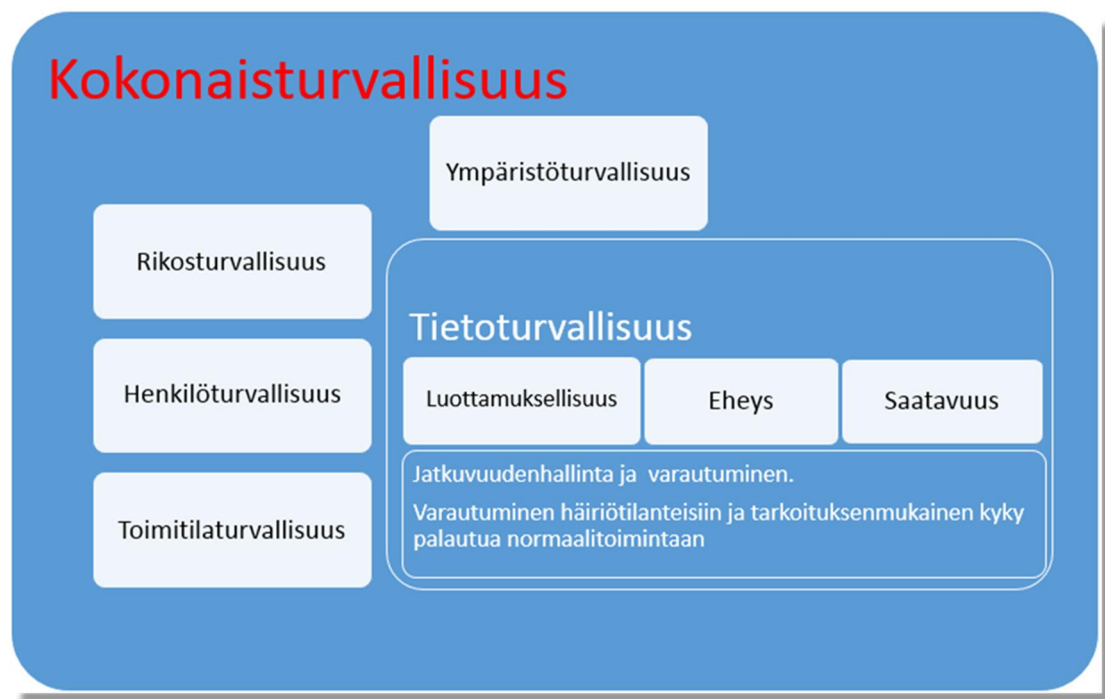 Kokonaisturvallisuus
Ympäristöturvallisuus
Rikosturvallisuus
Henkilöturvallisuus
Toimitilaturvallisuus
Tietoturvallisuus
Luottamuksellisuus
Eheys
Saatavuus
Jatkuvuudenhallinta ja varautuminen.
Varautuminen häiriötilanteisiin ja tarkoituksenmukainen kyky
palautua normaalitoimintaan